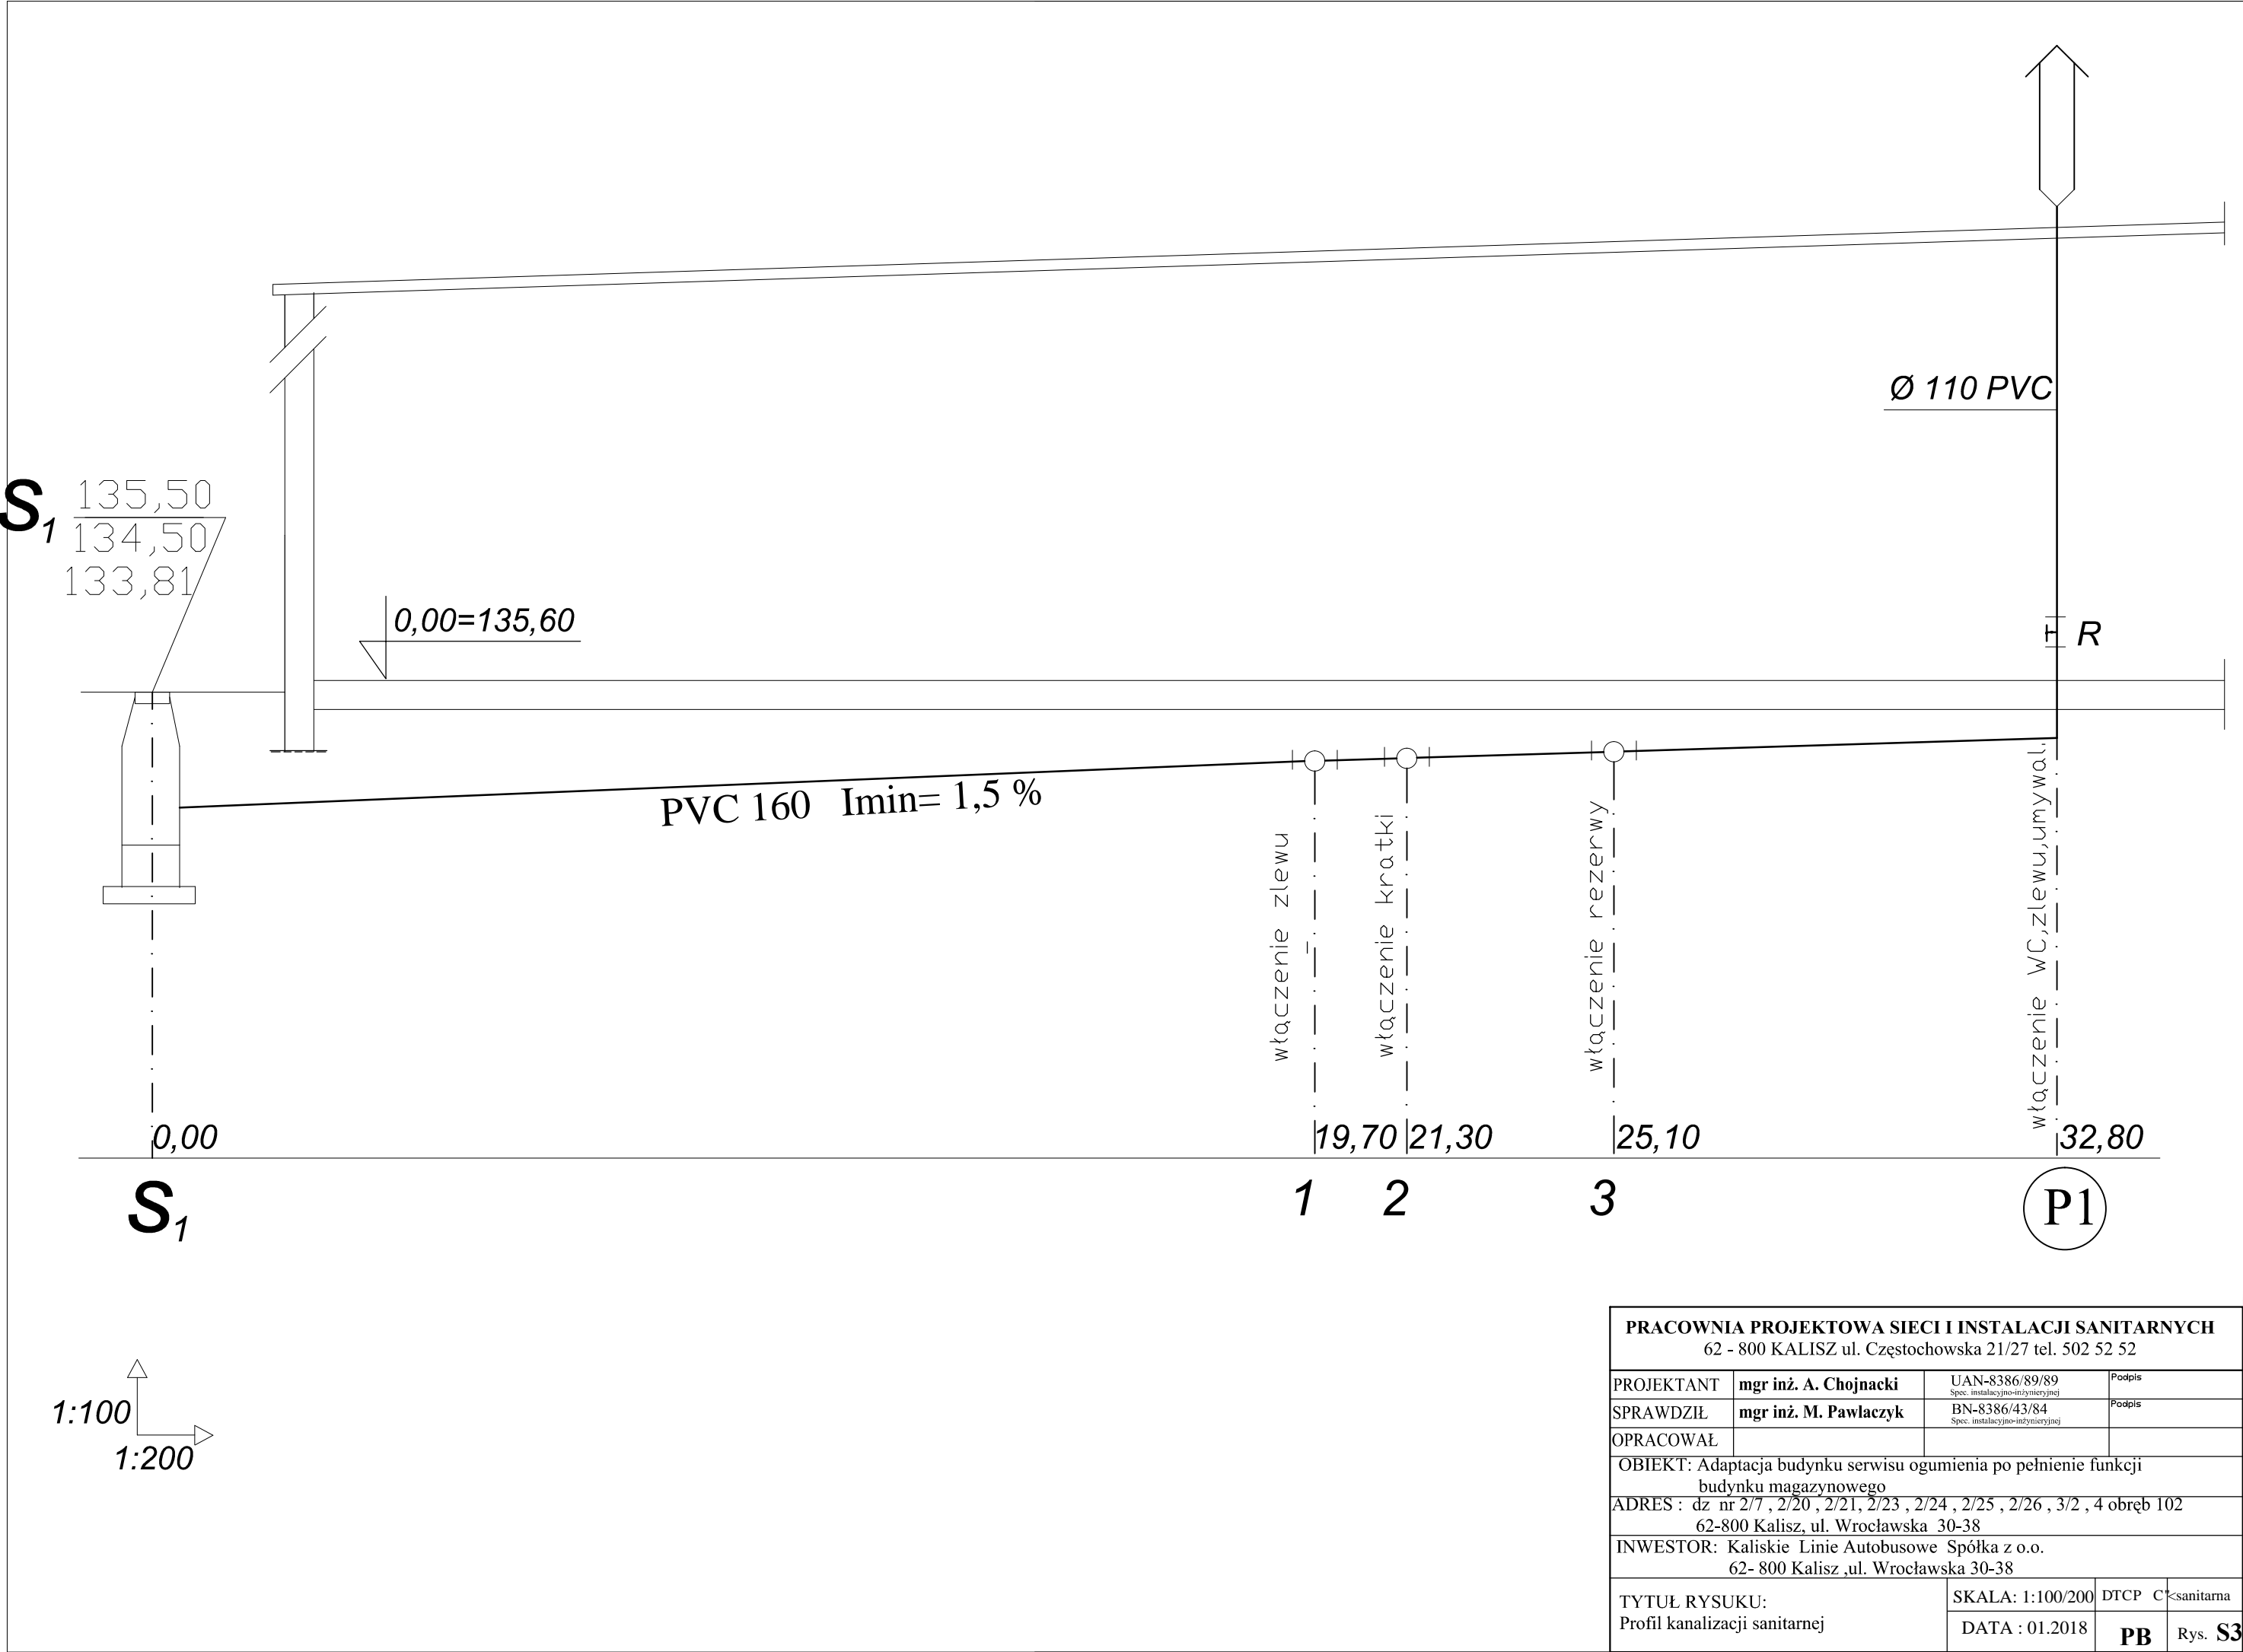 Ø 110 PVC
S1
135,50
134,50
133,81
0,00=135,60
R
PVC 160 Imin= 1,5 %
włączenie zlewu
włączenie kratki
włączenie rezerwy
włączenie WC,zlewu,umywal.
0,00
19,70
21,30
25,10
32,80
S1
1
2
3
P1
1:100
1:200
PRACOWNIA PROJEKTOWA SIECI I INSTALACJI SANITARNYCH
62 - 800 KALISZ ul. Częstochowska 21/27 tel. 502 52 52
PROJEKTANT mgr inż. A. Chojnacki UAN-8386/89/89 Podpis
Spec. instalacyjno-inżynieryjnej
SPRAWDZIŁ mgr inż. M. Pawlaczyk BN-8386/43/84 Podpis
Spec. instalacyjno-inżynieryjnej
OPRACOWAŁ
OBIEKT: Adaptacja budynku serwisu ogumienia po pełnienie funkcji
budynku magazynowego
ADRES : dz nr 2/7 , 2/20 , 2/21, 2/23 , 2/24 , 2/25 , 2/26 , 3/2 , 4 obręb 102
62-800 Kalisz, ul. Wrocławska 30-38
INWESTOR: Kaliskie Linie Autobusowe Spółka z o.o.
62- 800 Kalisz ,ul. Wrocławska 30-38
TYTUŁ RYSUKU:
Profil kanalizacji sanitarnej
SKALA: 1:100/200
DTCP sanitarna
DATA : 01.2018
PB
Rys. S3